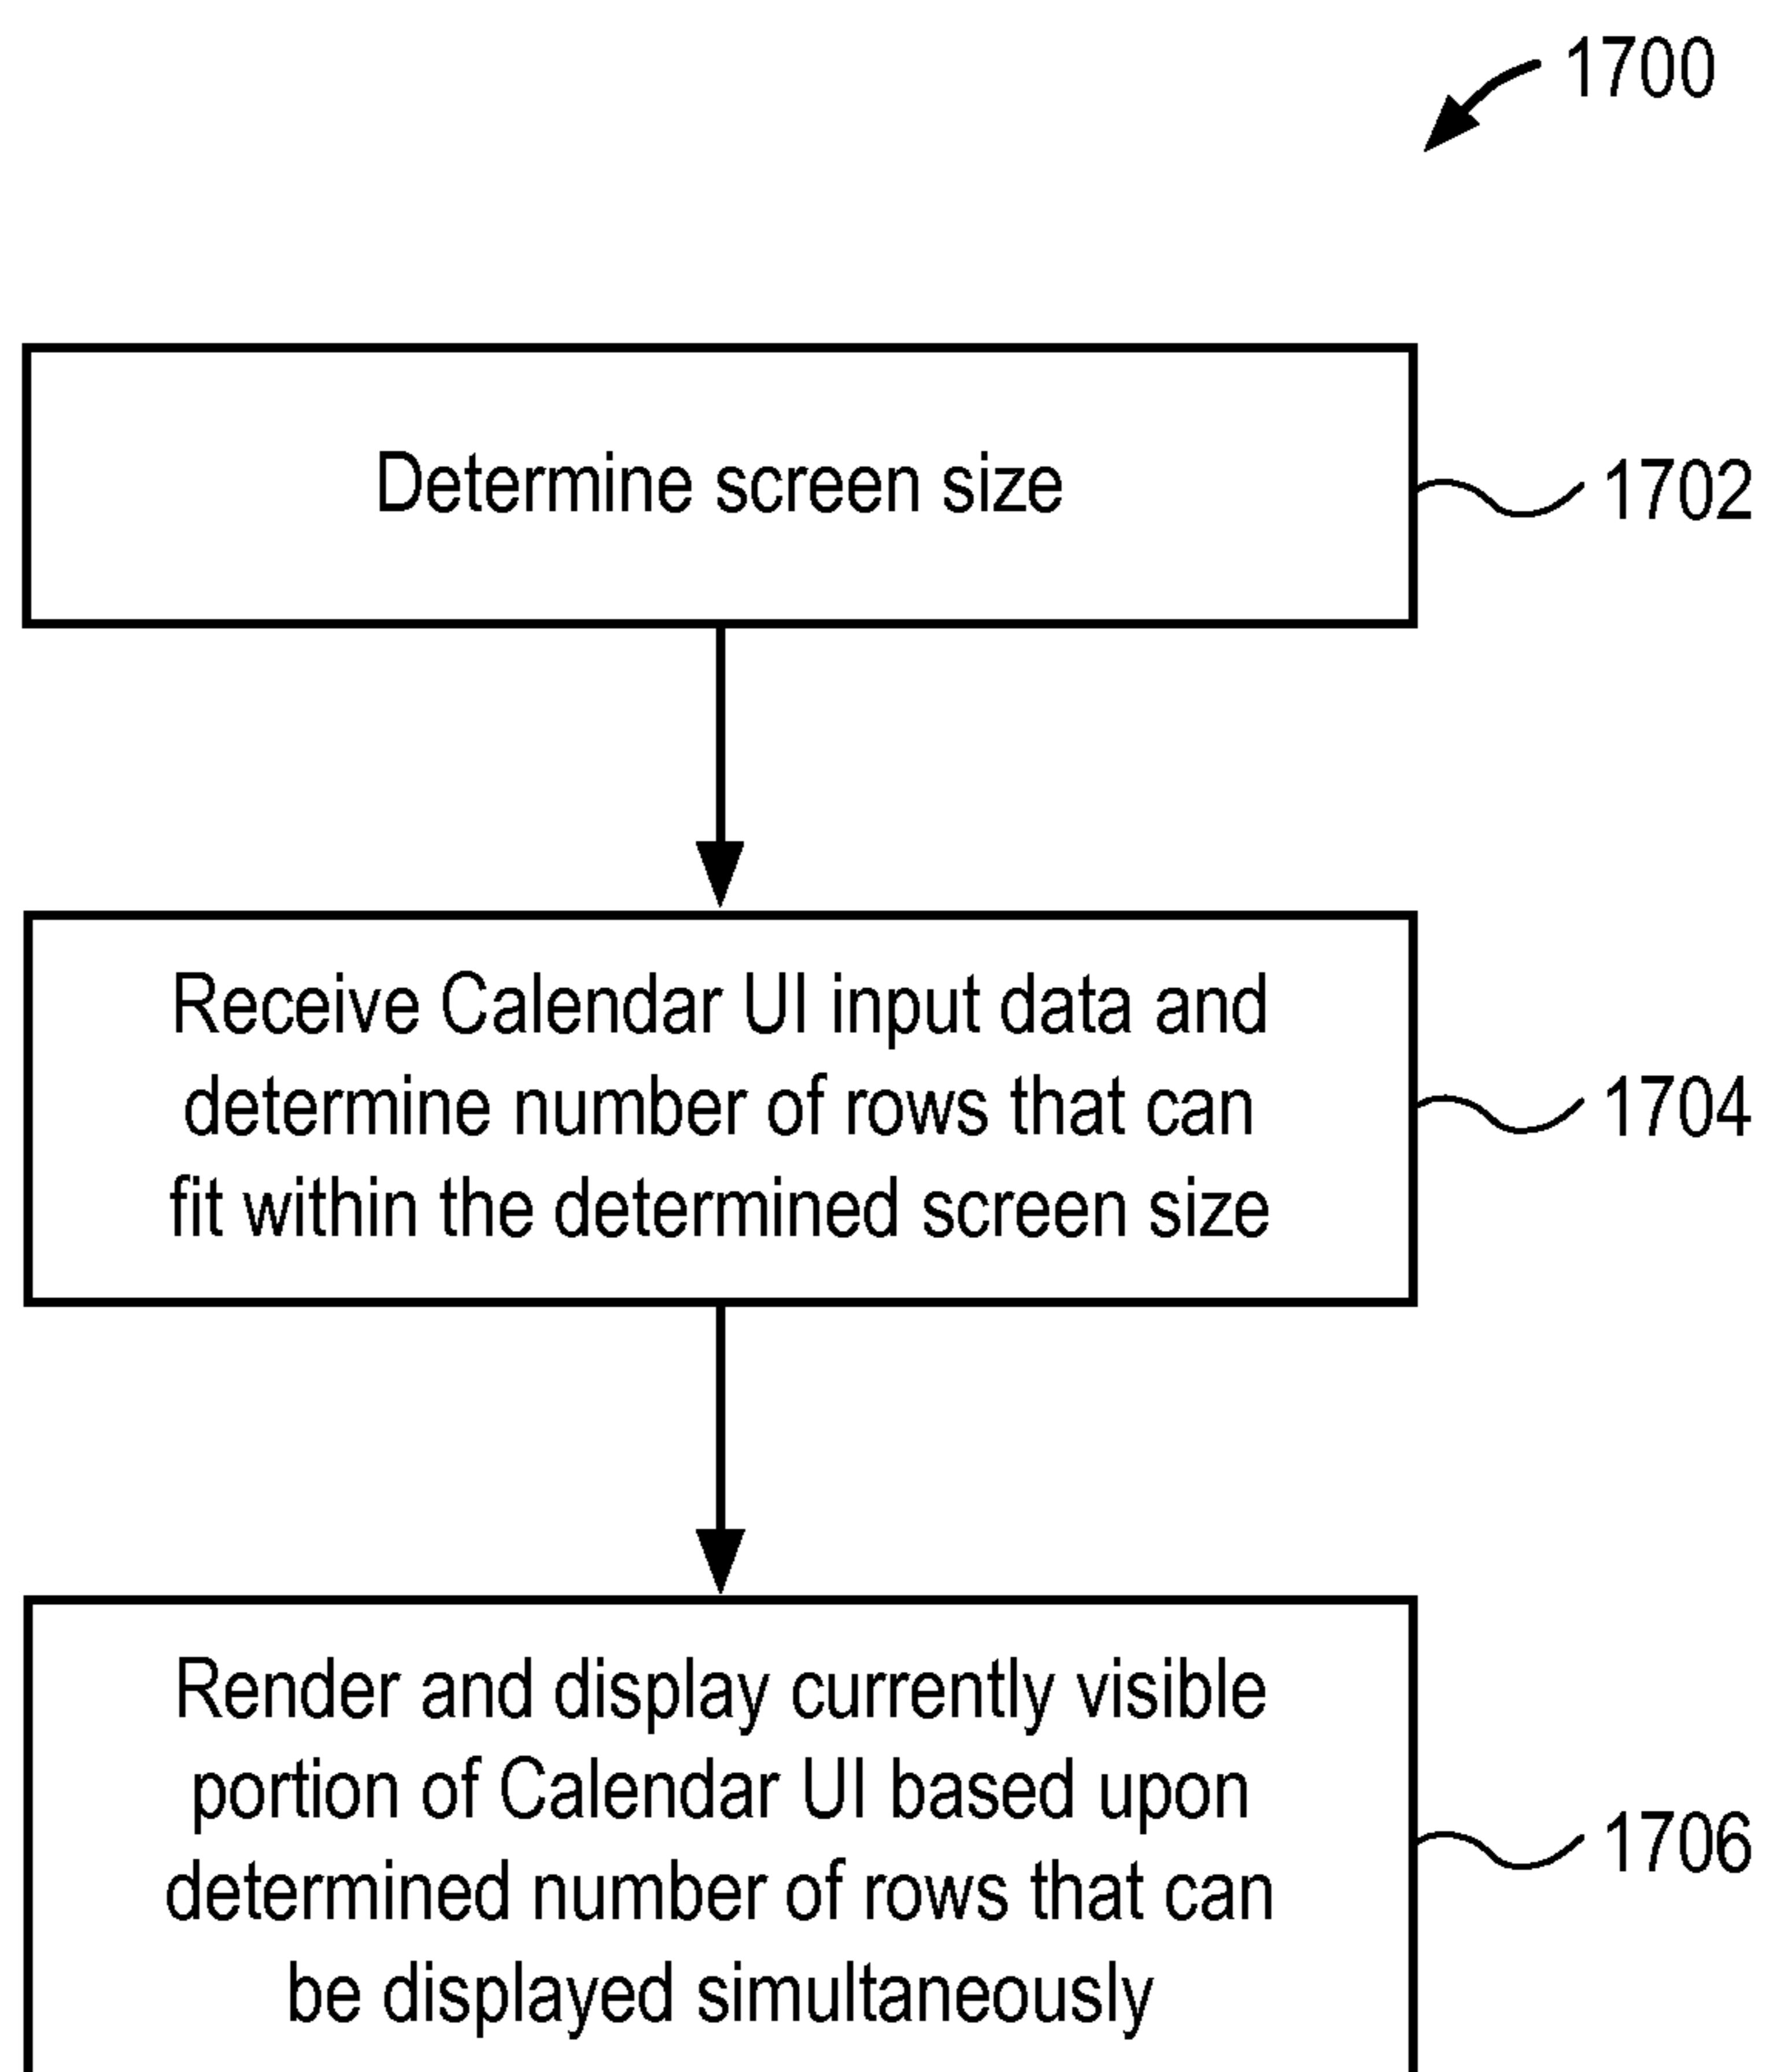 1700
Determine screen size
1702
Receive Calendar UI input data and
determine number of rows that can
fit within the determined screen size
1704
Render and display currently visible
portion of Calendar UI based upon
determined number of rows that can
be displayed simultaneously
1706